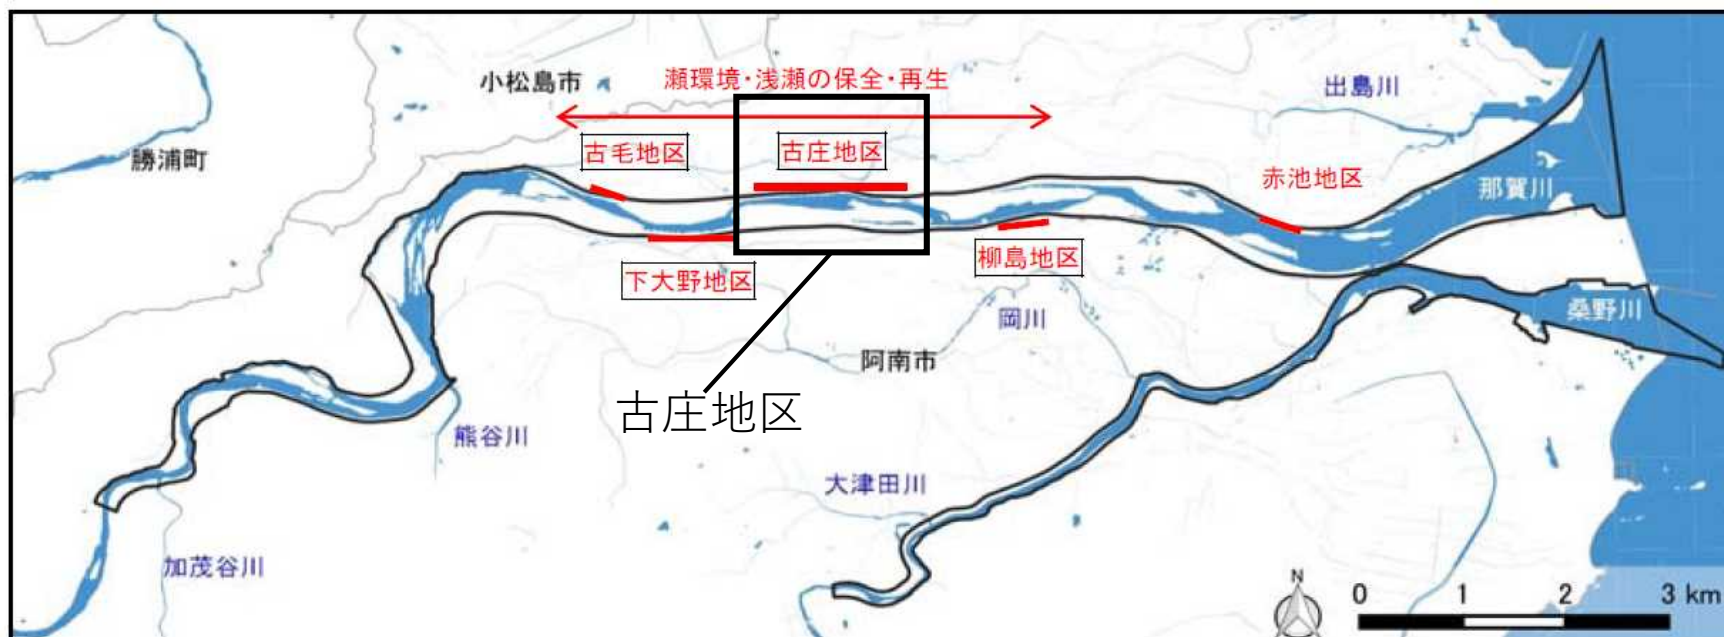 瀬環境・浅瀬の保全・再生
小松島市
出島川
勝浦町
古毛地区
古庄地区
赤池地区
那賀川
下大野地区
柳島地区
岡川
桑野川
阿南市
古庄地区
熊谷川
大津田川
加茂谷川
N
0 1 2 3 km